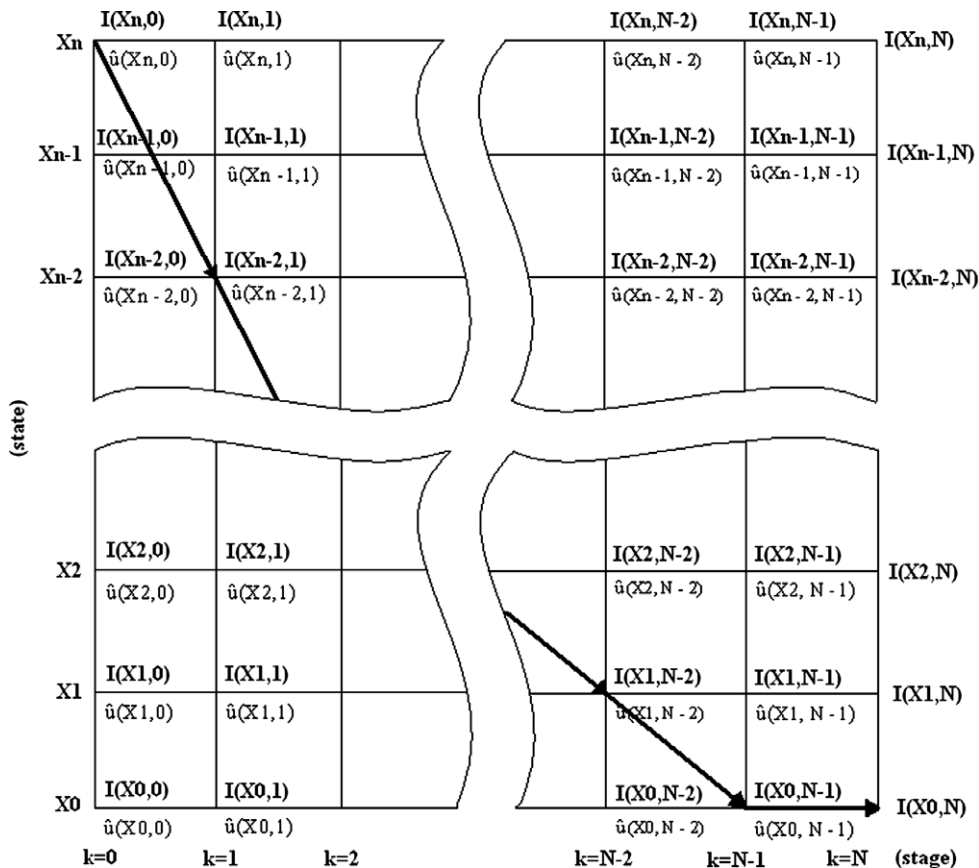 I(Xn,0) I(Xn,1) I(Xn,N-2) I(Xn,N-1)
Xn I(Xn,N)
û(Xn,0) û(Xn,1) û(Xn,N - 2) û(Xn,N - 1)
I(Xn-1,0) I(Xn-1,1) I(Xn-1,N-2) I(Xn-1,N-1)
Xn-1 I(Xn-1,N)
û(Xn - 1,0) û(Xn - 1,1) û(Xn - 1, N - 2) û(Xn - 1, N - 1)
I(Xn-2,0) I(Xn-2,1) I(Xn-2,N-2) I(Xn-2,N-1)
Xn-2 I(Xn-2,N)
û(Xn - 2,0) û(Xn - 2,1) û(Xn - 2, N - 2) û(Xn - 2, N - 1)
(state)
I(X2,0) I(X2,1) I(X2,N-2) I(X2,N-1)
X2 I(X2,N)
û(X2,0) û(X2,1) û(X2,N - 2) û(X2, N - 1)
I(X1,0) I(X1,1) I(X1,N-2) I(X1,N-1)
X1 I(X1,N)
û(X1,0) û(X1,1) û(X1,N - 2) û(X1, N - 1)
I(X0,0) I(X0,1) I(X0,N-2) I(X0,N-1)
X0 I(X0,N)
û(X0,0) û(X0,1) û(X0,N - 2) û(X0, N - 1)
k=0 k=1 k=2 k=N-2 k=N-1 k=N (stage)